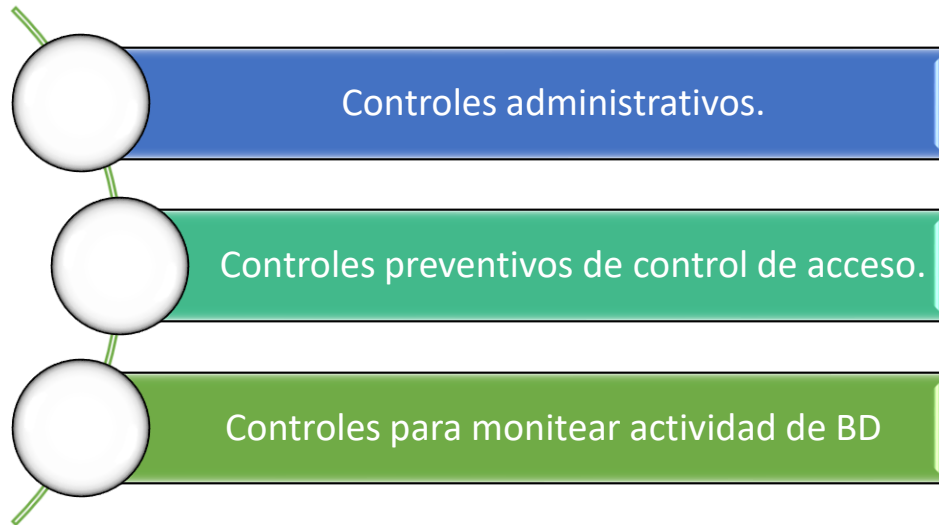 Controles administrativos.
Controles preventivos de control de acceso.
Controles para monitear actividad de BD